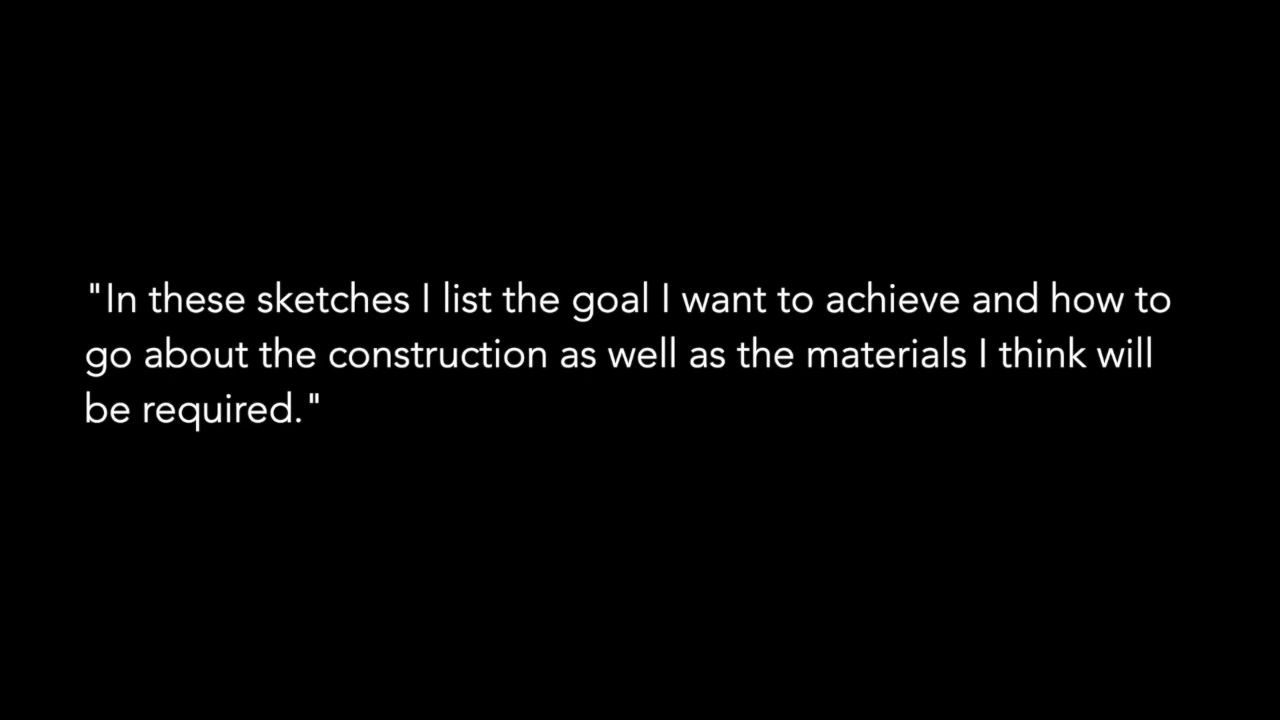 "In these sketches I list the goal I want to achieve and how to
go about the construction as well as the materials I think will
be required."